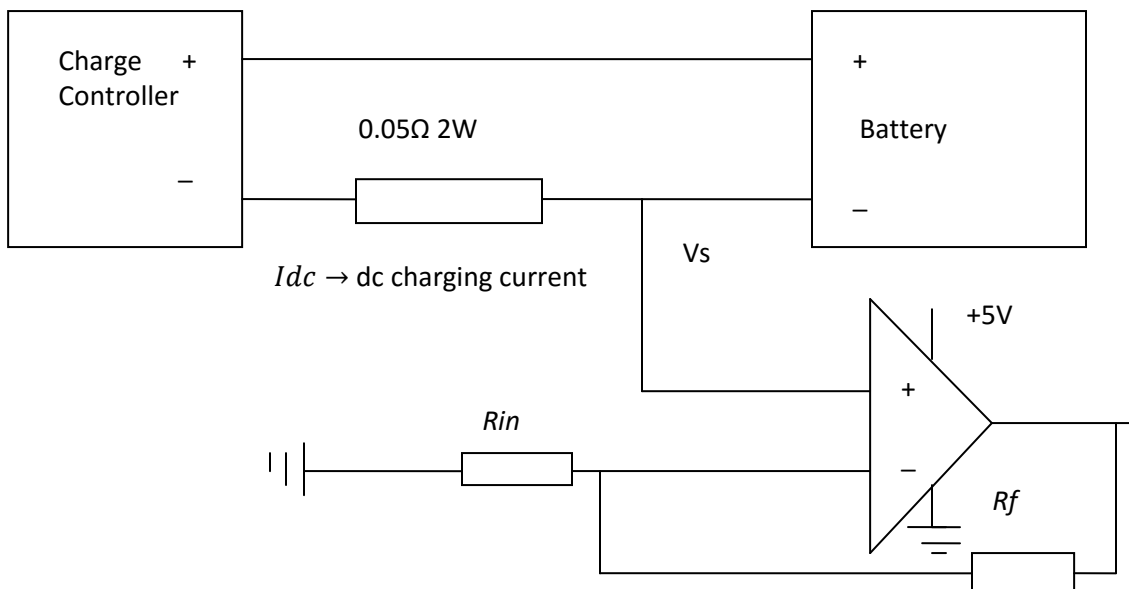 Charge +
Controller
–
0.05Ω 2W
Idc → dc charging current
+
Battery
–
Vs
+5V
+
–
Rin
Rf